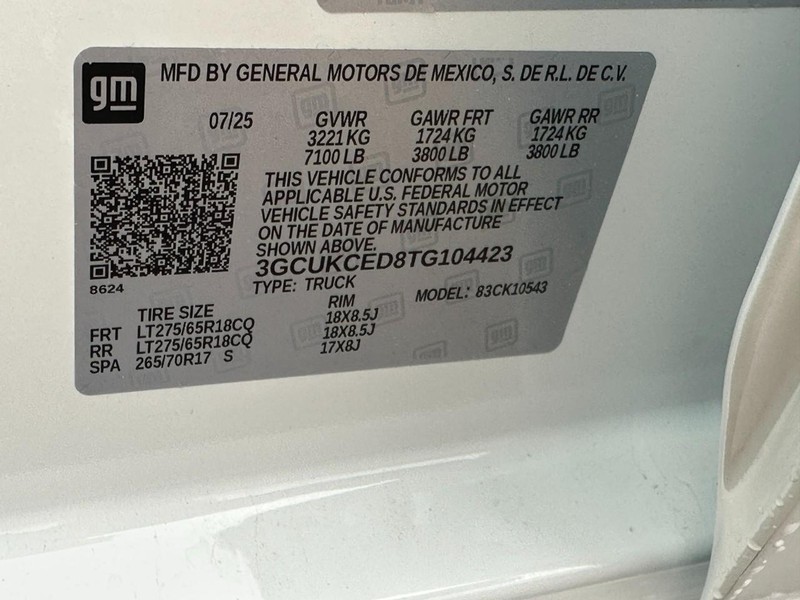 gm
MFD BY GENERAL MOTORS DE MEXICO, S. DE R.L. DE C.V.
07/25 GVWR GAWR FRT GAWR RR
3221 KG 1724 KG 1724 KG
7100 LB 3800 LB 3800 LB
THIS VEHICLE CONFORMS TO ALL
APPLICABLE U.S. FEDERAL MOTOR
VEHICLE SAFETY STANDARDS IN EFFECT
ON THE DATE OF MANUFACTURE
SHOWN ABOVE.
3GCUKCED8TG104423
8624
TYPE: TRUCK MODEL: 83CK10543
TIRE SIZE RIM
FRT LT275/65R18CQ 18X8.5J
RR LT275/65R18CQ 18X8.5J
SPA 265/70R17 S 17X8J